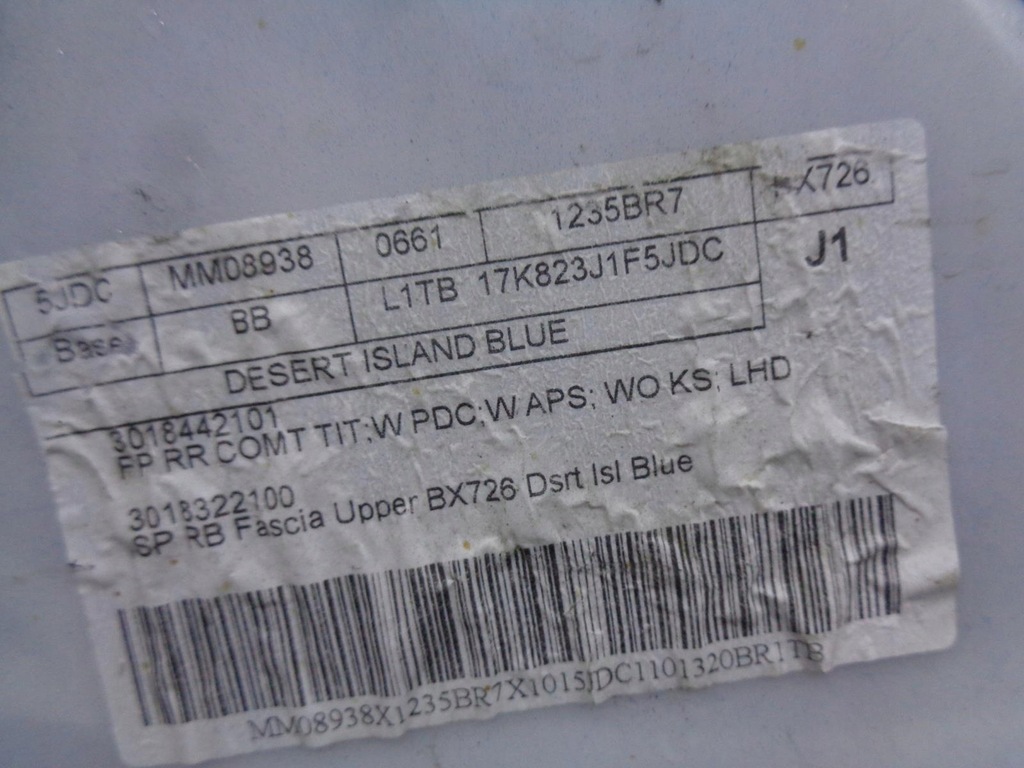 5JDC MM08938 0661 1235BR7 X726
Base BB L1TB 17K823J1F5JDC J1
DESERT ISLAND BLUE
3018442101
FP RR COMT TIT;W PDC;W APS; WO KS; LHD
3018322100
SP RB Fascia Upper BX726 Dsrt Isl Blue
MM08938X1235BR7X1015JDC1101320BR1TB